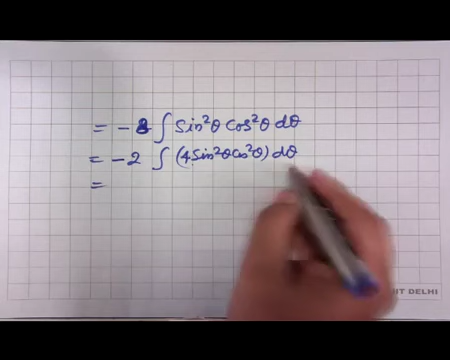 = -8 ∫ Sin²θ Cos²θ dθ
= -2 ∫ (4Sin²θCos²θ) dθ
=
IIT DELHI